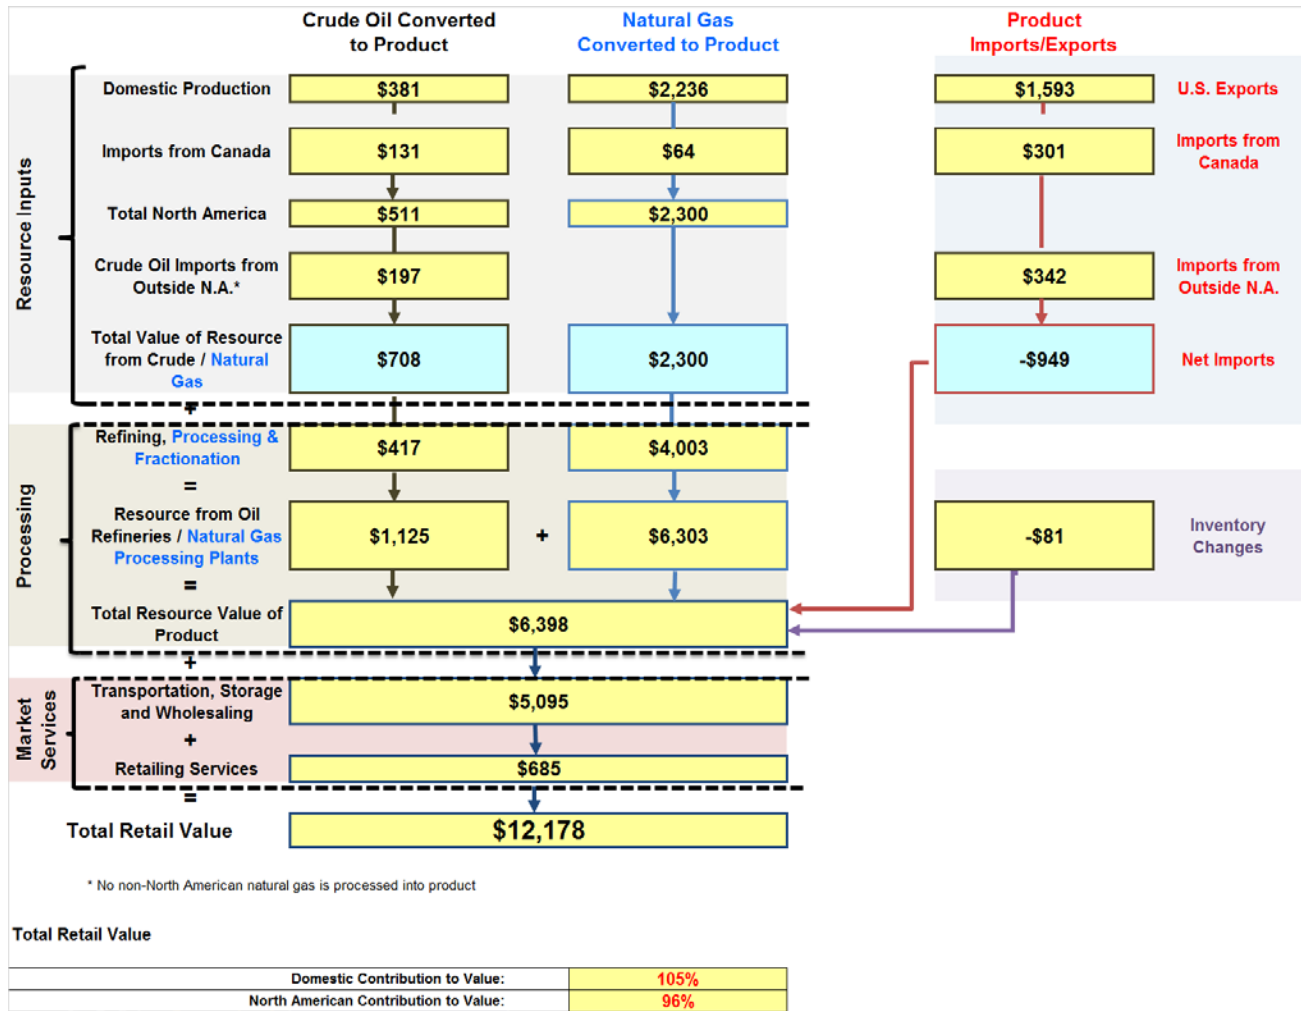 Crude Oil Converted
to Product
Natural Gas
Converted to Product
Product
Imports/Exports
Resource Inputs
Domestic Production
$381
$2,236
$1,593
U.S. Exports
Imports from Canada
$131
$64
$301
Imports from
Canada
Total North America
$511
$2,300
Crude Oil Imports from
Outside N.A.*
$197
$342
Imports from
Outside N.A.
Total Value of Resource
from Crude / Natural
Gas
$708
$2,300
-$949
Net Imports
+
Processing
Refining, Processing &
Fractionation
$417
$4,003
=
Resource from Oil
Refineries / Natural Gas
Processing Plants
$1,125
+
$6,303
-$81
Inventory
Changes
=
Total Resource Value of
Product
$6,398
+
Market
Services
Transportation, Storage
and Wholesaling
$5,095
+
Retailing Services
$685
=
Total Retail Value
$12,178
* No non-North American natural gas is processed into product
Total Retail Value
Domestic Contribution to Value: 105%
North American Contribution to Value: 96%